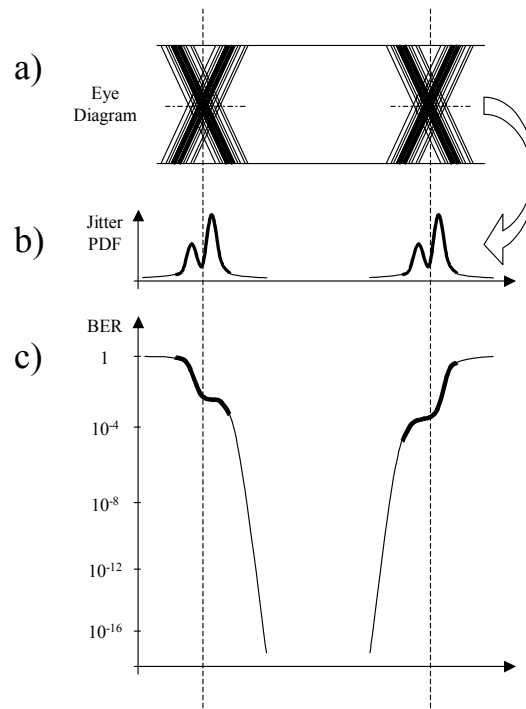 a)
Eye
Diagram
b)
Jitter
PDF
c)
BER
1
10⁻⁴
10⁻⁸
10⁻¹²
10⁻¹⁶